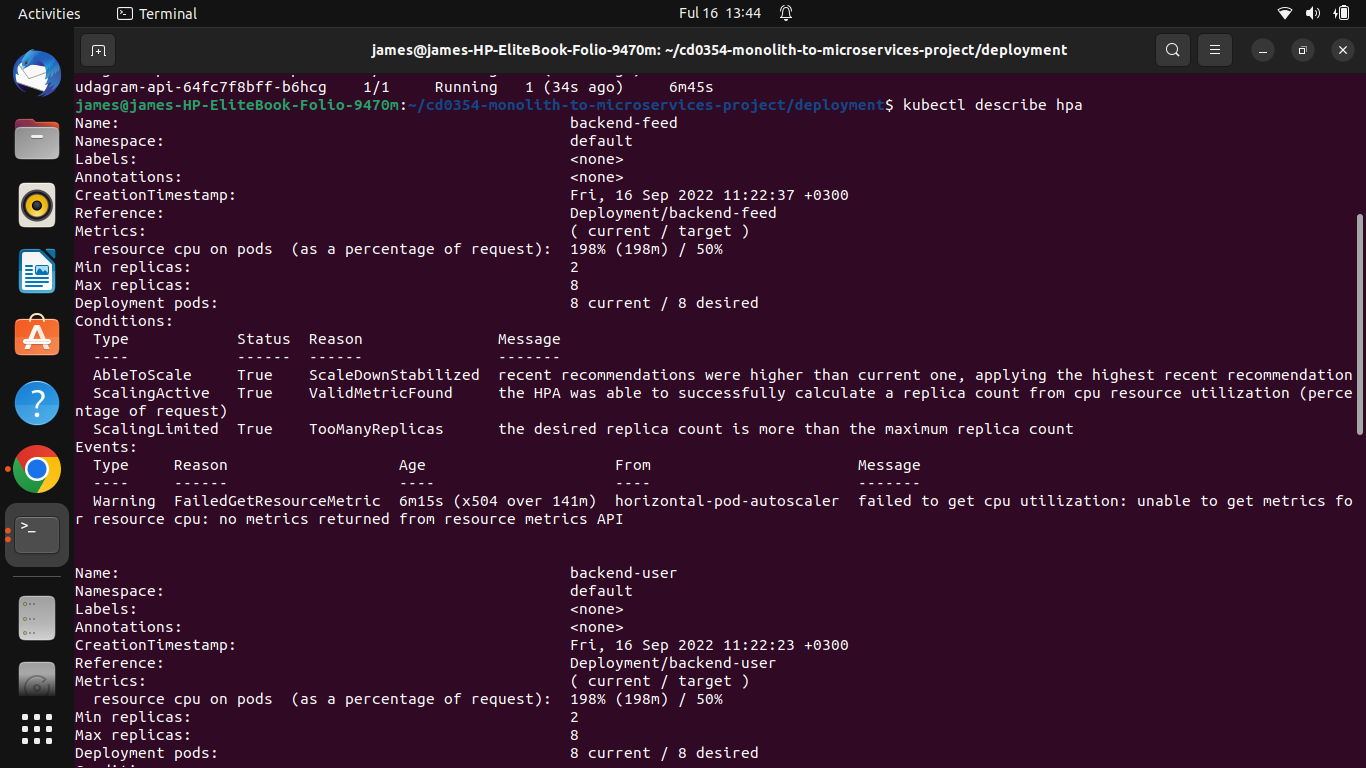 Activities Terminal Ful 16 13:44
james@james-HP-EliteBook-Folio-9470m: ~/cd0354-monolith-to-microservices-project/deployment
udagram-api-64fc7f8bff-b6hcg 1/1 Running 1 (34s ago) 6m45s
james@james-HP-EliteBook-Folio-9470m:~/cd0354-monolith-to-microservices-project/deployment$ kubectl describe hpa
Name: backend-feed
Namespace: default
Labels: <none>
Annotations: <none>
CreationTimestamp: Fri, 16 Sep 2022 11:22:37 +0300
Reference: Deployment/backend-feed
Metrics: ( current / target )
resource cpu on pods (as a percentage of request): 198% (198m) / 50%
Min replicas: 2
Max replicas: 8
Deployment pods: 8 current / 8 desired
Conditions:
Type Status Reason Message
---- ------ ------ -------
AbleToScale True ScaleDownStabilized recent recommendations were higher than current one, applying the highest recent recommendation
ScalingActive True ValidMetricFound the HPA was able to successfully calculate a replica count from cpu resource utilization (perce
ntage of request)
ScalingLimited True TooManyReplicas the desired replica count is more than the maximum replica count
Events:
Type Reason Age From Message
---- ------ ---- ---- -------
Warning FailedGetResourceMetric 6m15s (x504 over 141m) horizontal-pod-autoscaler failed to get cpu utilization: unable to get metrics fo
r resource cpu: no metrics returned from resource metrics API
Name: backend-user
Namespace: default
Labels: <none>
Annotations: <none>
CreationTimestamp: Fri, 16 Sep 2022 11:22:23 +0300
Reference: Deployment/backend-user
Metrics: ( current / target )
resource cpu on pods (as a percentage of request): 198% (198m) / 50%
Min replicas: 2
Max replicas: 8
Deployment pods: 8 current / 8 desired